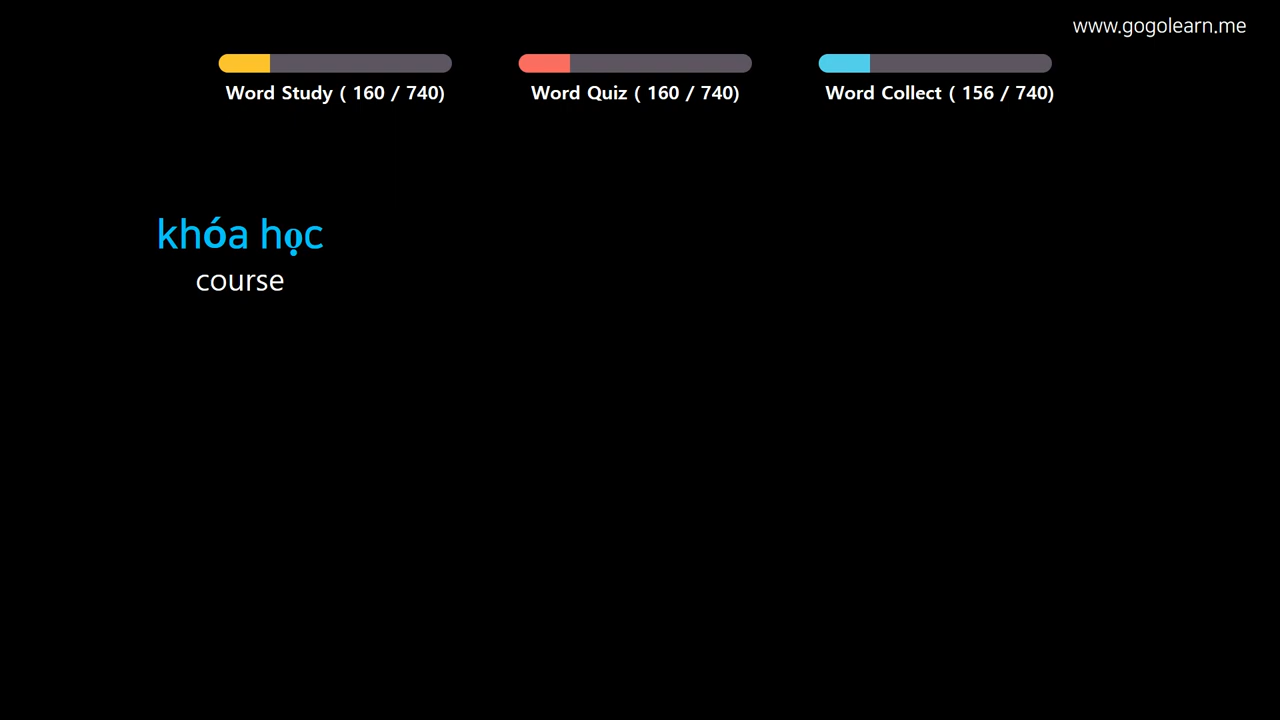 www.gogolearn.me
Word Study ( 160 / 740)
Word Quiz ( 160 / 740)
Word Collect ( 156 / 740)
khóa học
course